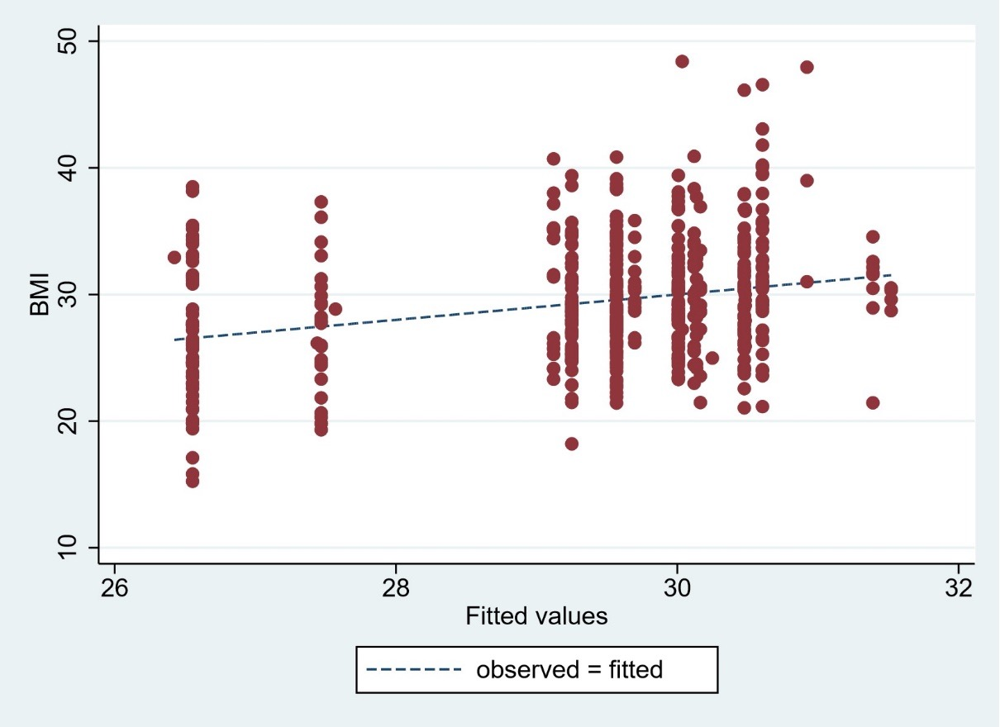 50
40
BMI
30
20
10
26 28 30 32
Fitted values
observed = fitted